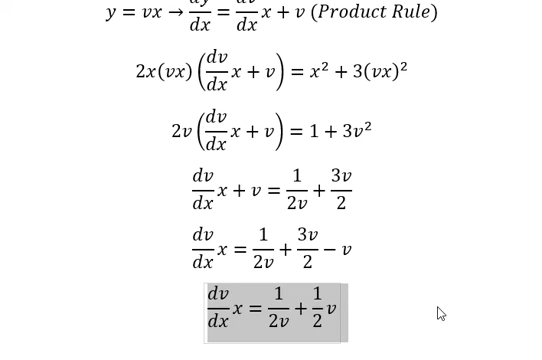 y = vx → dy/dx = dv/dx x + v (Product Rule)
2x(vx)(dv/dx x + v) = x² + 3(vx)²
2v(dv/dx x + v) = 1 + 3v²
dv/dx x + v = 1/2v + 3v/2
dv/dx x = 1/2v + 3v/2 − v
dv/dx x = 1/2v + 1/2 v